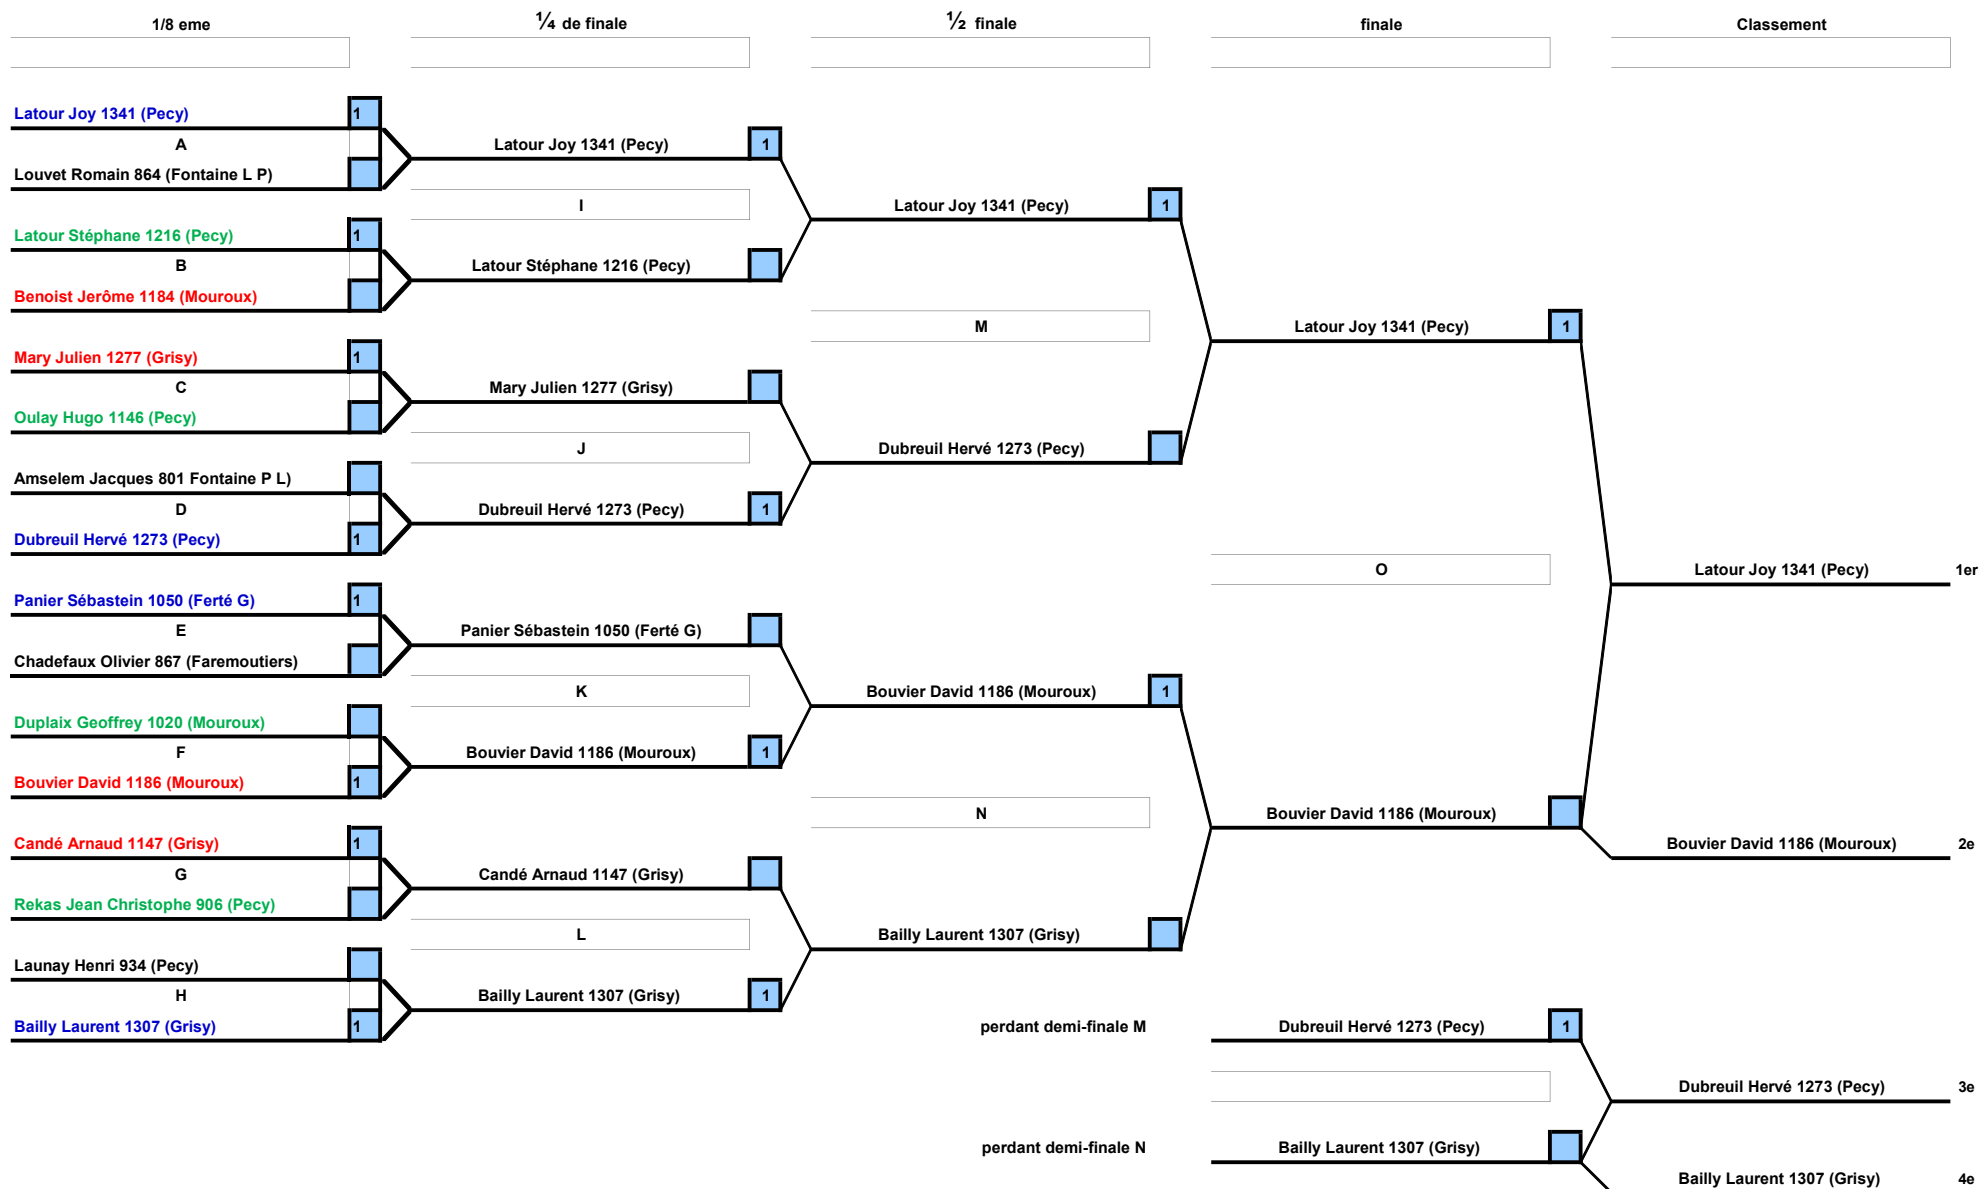 1/8 eme
¼ de finale
½ finale
finale
Classement
Latour Joy 1341 (Pecy) 1
A
Louvet Romain 864 (Fontaine L P)
Latour Stéphane 1216 (Pecy) 1
B
Benoist Jerôme 1184 (Mouroux)
Mary Julien 1277 (Grisy) 1
C
Oulay Hugo 1146 (Pecy)
Amselem Jacques 801 Fontaine P L)
D
Dubreuil Hervé 1273 (Pecy) 1
Panier Sébastein 1050 (Ferté G) 1
E
Chadefaux Olivier 867 (Faremoutiers)
Duplaix Geoffrey 1020 (Mouroux)
F
Bouvier David 1186 (Mouroux) 1
Candé Arnaud 1147 (Grisy) 1
G
Rekas Jean Christophe 906 (Pecy)
Launay Henri 934 (Pecy)
H
Bailly Laurent 1307 (Grisy) 1
Latour Joy 1341 (Pecy) 1
I
Latour Stéphane 1216 (Pecy)
Mary Julien 1277 (Grisy)
J
Dubreuil Hervé 1273 (Pecy) 1
Panier Sébastein 1050 (Ferté G)
K
Bouvier David 1186 (Mouroux) 1
Candé Arnaud 1147 (Grisy)
L
Bailly Laurent 1307 (Grisy) 1
Latour Joy 1341 (Pecy) 1
M
Dubreuil Hervé 1273 (Pecy)
Bouvier David 1186 (Mouroux) 1
N
Bailly Laurent 1307 (Grisy)
Latour Joy 1341 (Pecy) 1
O
Bouvier David 1186 (Mouroux)
perdant demi-finale M
Dubreuil Hervé 1273 (Pecy) 1
perdant demi-finale N
Bailly Laurent 1307 (Grisy)
Latour Joy 1341 (Pecy) 1er
Bouvier David 1186 (Mouroux) 2e
Dubreuil Hervé 1273 (Pecy) 3e
Bailly Laurent 1307 (Grisy) 4e